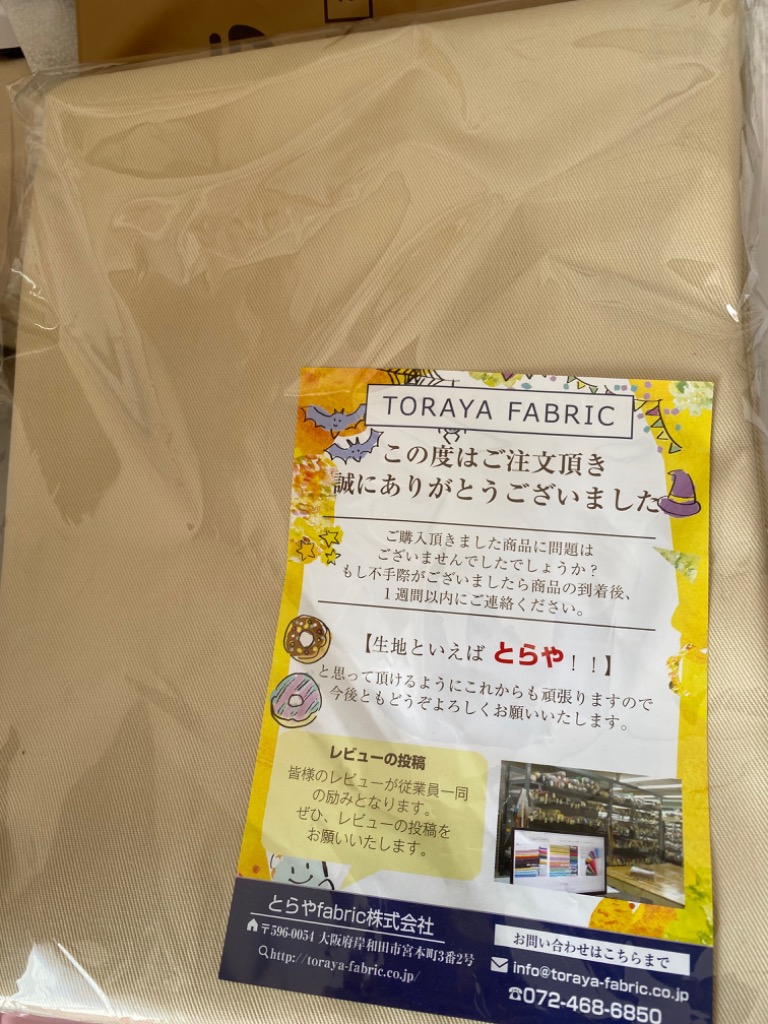 TORAYA FABRIC
この度はご注文頂き
誠にありがとうございました
ご購入頂きました商品に問題は
ございませんでしたでしょうか？
もし不手際がございましたら商品の到着後、
１週間以内にご連絡ください。
【生地といえば とらや！！】
と思って頂けるようにこれからも頑張りますので
今後ともどうぞよろしくお願いいたします。
レビューの投稿
皆様のレビューが従業員一同
の励みとなります。
ぜひ、レビューの投稿を
お願いいたします。
とらやfabric株式会社
〒596-0054 大阪府岸和田市宮本町3番2号
http://toraya-fabric.co.jp/
お問い合わせはこちらまで
info@toraya-fabric.co.jp
☎072-468-6850